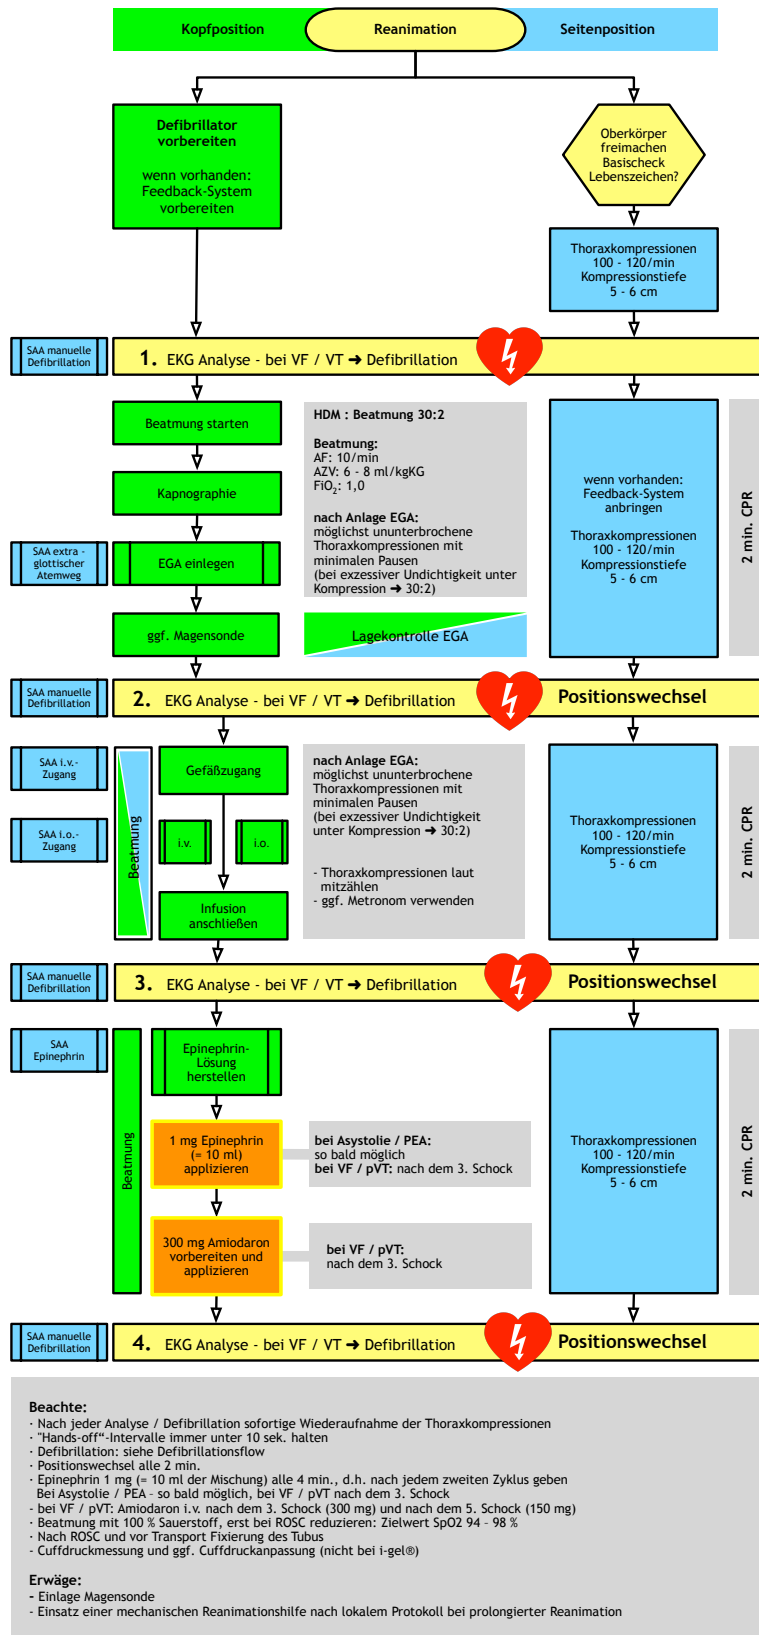 Kopfposition
Reanimation
Seitenposition
Defibrillator
vorbereiten
wenn vorhanden:
Feedback-System
vorbereiten
Oberkörper
freimachen
Basischeck
Lebenszeichen?
Thoraxkompressionen
100 - 120/min
Kompressionstiefe
5 - 6 cm
SAA manuelle
Defibrillation
1. EKG Analyse - bei VF / VT ➜ Defibrillation
Beatmung starten
Kapnographie
SAA extra -
glottischer
Atemweg
EGA einlegen
ggf. Magensonde
HDM : Beatmung 30:2
Beatmung:
AF: 10/min
AZV: 6 - 8 ml/kgKG
FiO2: 1,0
nach Anlage EGA:
möglichst ununterbrochene
Thoraxkompressionen mit
minimalen Pausen
(bei exzessiver Undichtigkeit unter
Kompression ➜ 30:2)
Lagekontrolle EGA
wenn vorhanden:
Feedback-System
anbringen
Thoraxkompressionen
100 - 120/min
Kompressionstiefe
5 - 6 cm
2 min. CPR
SAA manuelle
Defibrillation
2. EKG Analyse - bei VF / VT ➜ Defibrillation
Positionswechsel
SAA i.v.-
Zugang
SAA i.o.-
Zugang
Beatmung
Gefäßzugang
i.v.
i.o.
Infusion
anschließen
nach Anlage EGA:
möglichst ununterbrochene
Thoraxkompressionen mit
minimalen Pausen
(bei exzessiver Undichtigkeit
unter Kompression ➜ 30:2)
- Thoraxkompressionen laut
mitzählen
- ggf. Metronom verwenden
Thoraxkompressionen
100 - 120/min
Kompressionstiefe
5 - 6 cm
2 min. CPR
SAA manuelle
Defibrillation
3. EKG Analyse - bei VF / VT ➜ Defibrillation
Positionswechsel
SAA
Epinephrin
Beatmung
Epinephrin-
Lösung
herstellen
1 mg Epinephrin
(= 10 ml)
applizieren
bei Asystolie / PEA:
so bald möglich
bei VF / pVT: nach dem 3. Schock
300 mg Amiodaron
vorbereiten und
applizieren
bei VF / pVT:
nach dem 3. Schock
Thoraxkompressionen
100 - 120/min
Kompressionstiefe
5 - 6 cm
2 min. CPR
SAA manuelle
Defibrillation
4. EKG Analyse - bei VF / VT ➜ Defibrillation
Positionswechsel
Beachte:
· Nach jeder Analyse / Defibrillation sofortige Wiederaufnahme der Thoraxkompressionen
· "Hands-off“-Intervalle immer unter 10 sek. halten
· Defibrillation: siehe Defibrillationsflow
· Positionswechsel alle 2 min.
· Epinephrin 1 mg (= 10 ml der Mischung) alle 4 min., d.h. nach jedem zweiten Zyklus geben
Bei Asystolie / PEA – so bald möglich, bei VF / pVT nach dem 3. Schock
- bei VF / pVT: Amiodaron i.v. nach dem 3. Schock (300 mg) und nach dem 5. Schock (150 mg)
· Beatmung mit 100 % Sauerstoff, erst bei ROSC reduzieren: Zielwert SpO2 94 - 98 %
· Nach ROSC und vor Transport Fixierung des Tubus
- Cuffdruckmessung und ggf. Cuffdruckanpassung (nicht bei i-gel®)
Erwäge:
- Einlage Magensonde
- Einsatz einer mechanischen Reanimationshilfe nach lokalem Protokoll bei prolongierter Reanimation